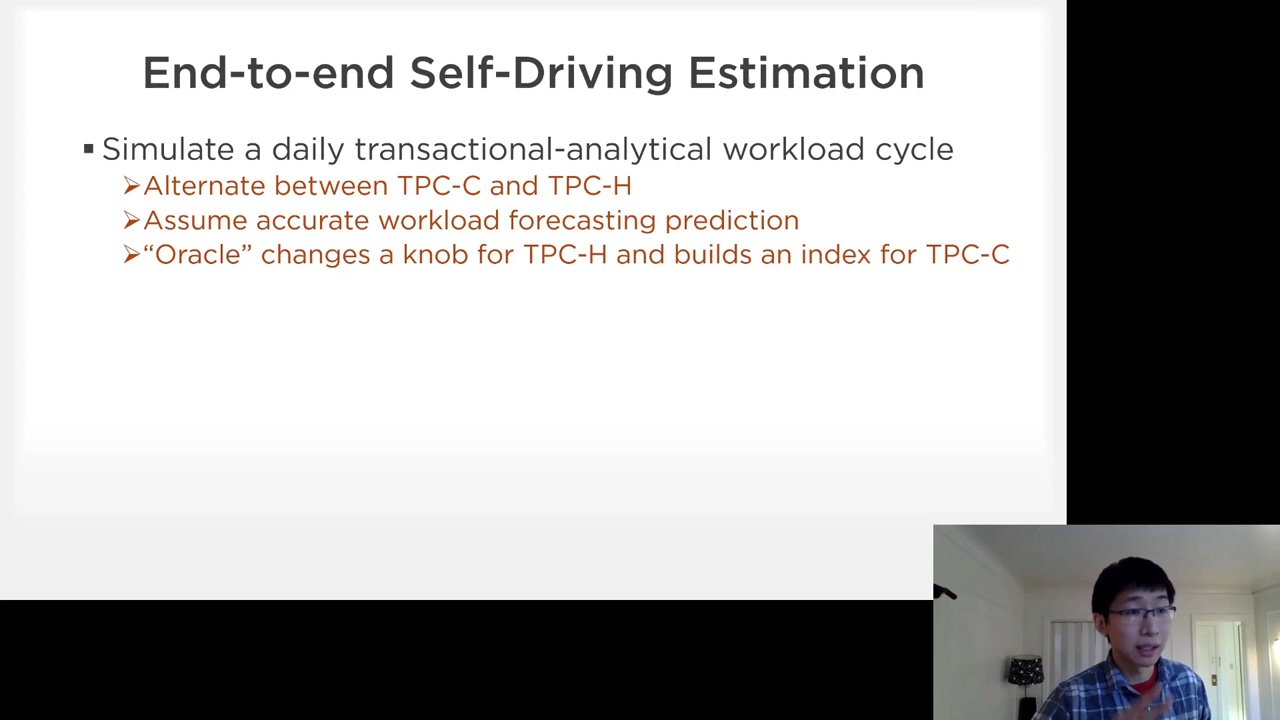 End-to-end Self-Driving Estimation
▪ Simulate a daily transactional-analytical workload cycle
➢Alternate between TPC-C and TPC-H
➢Assume accurate workload forecasting prediction
➢“Oracle” changes a knob for TPC-H and builds an index for TPC-C